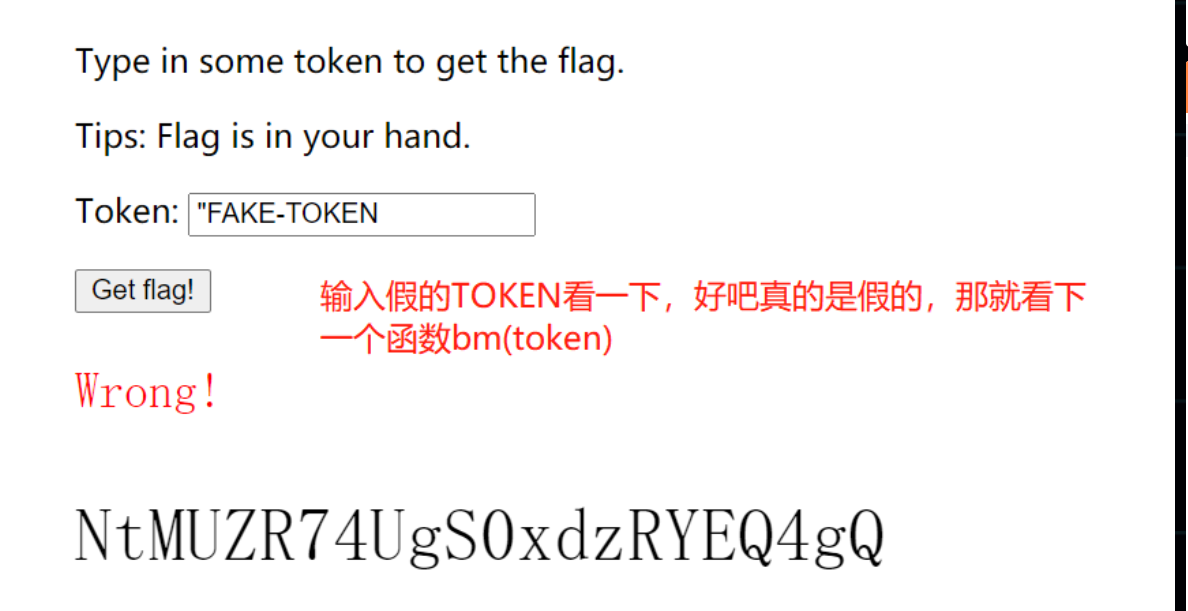 Type in some token to get the flag.
Tips: Flag is in your hand.
Token: "FAKE-TOKEN
Get flag!
输入假的TOKEN看一下，好吧真的是假的，那就看下
一个函数bm(token)
Wrong!
NtMUZR74UgS0xdzRYEQ4gQ